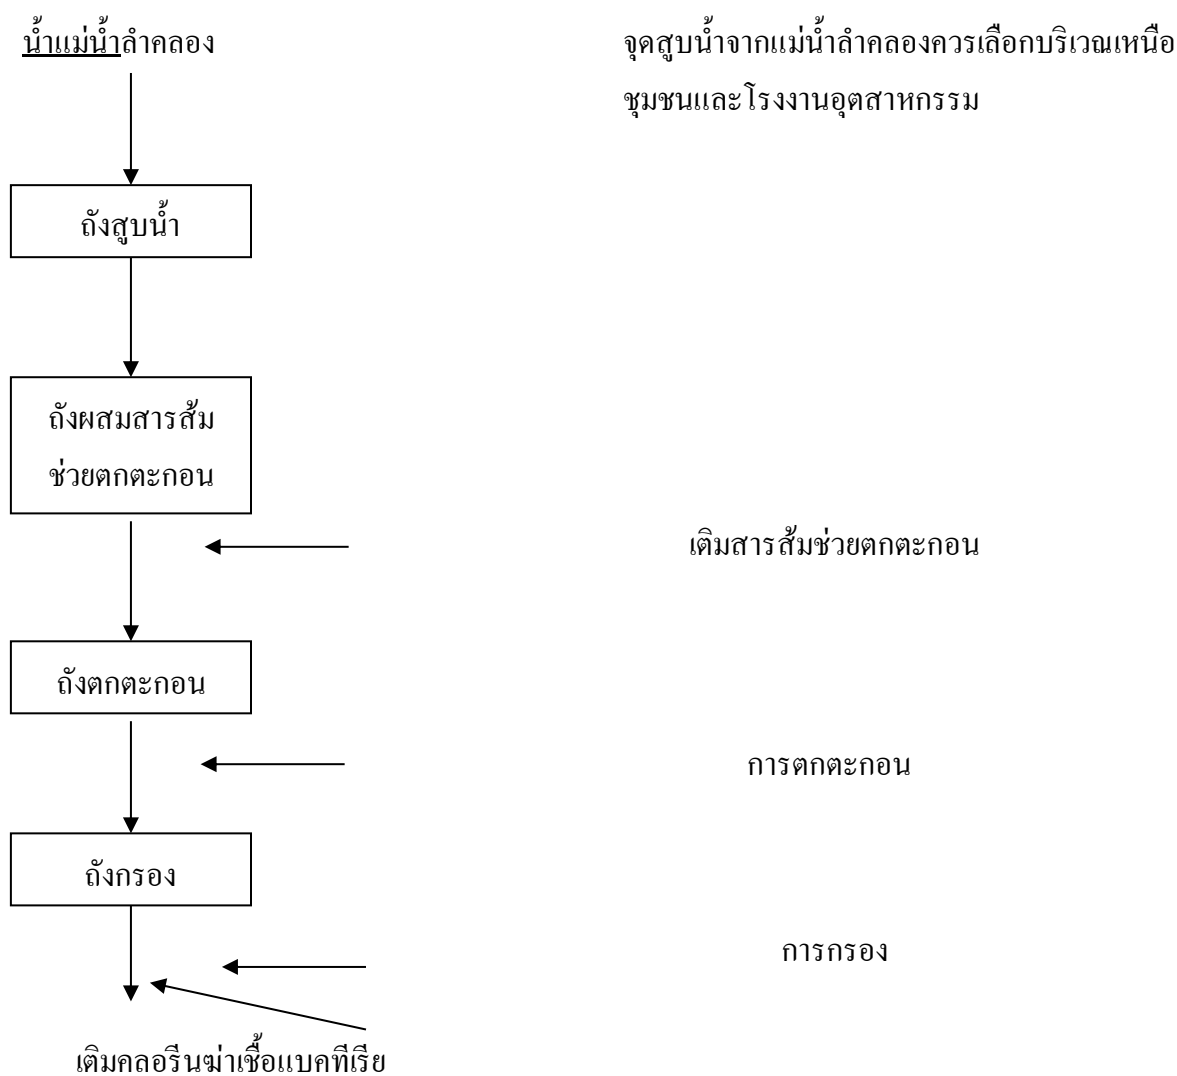 น้ำแม่น้ำลำคลอง
จุดสูบน้ำจากแม่น้ำลำคลองควรเลือกบริเวณเหนือ
ชุมชนและโรงงานอุตสาหกรรม
ถังสูบน้ำ
ถังผสมสารส้ม
ช่วยตกตะกอน
เติมสารส้มช่วยตกตะกอน
ถังตกตะกอน
การตกตะกอน
ถังกรอง
การกรอง
เติมคลอรีนฆ่าเชื้อแบคทีเรีย